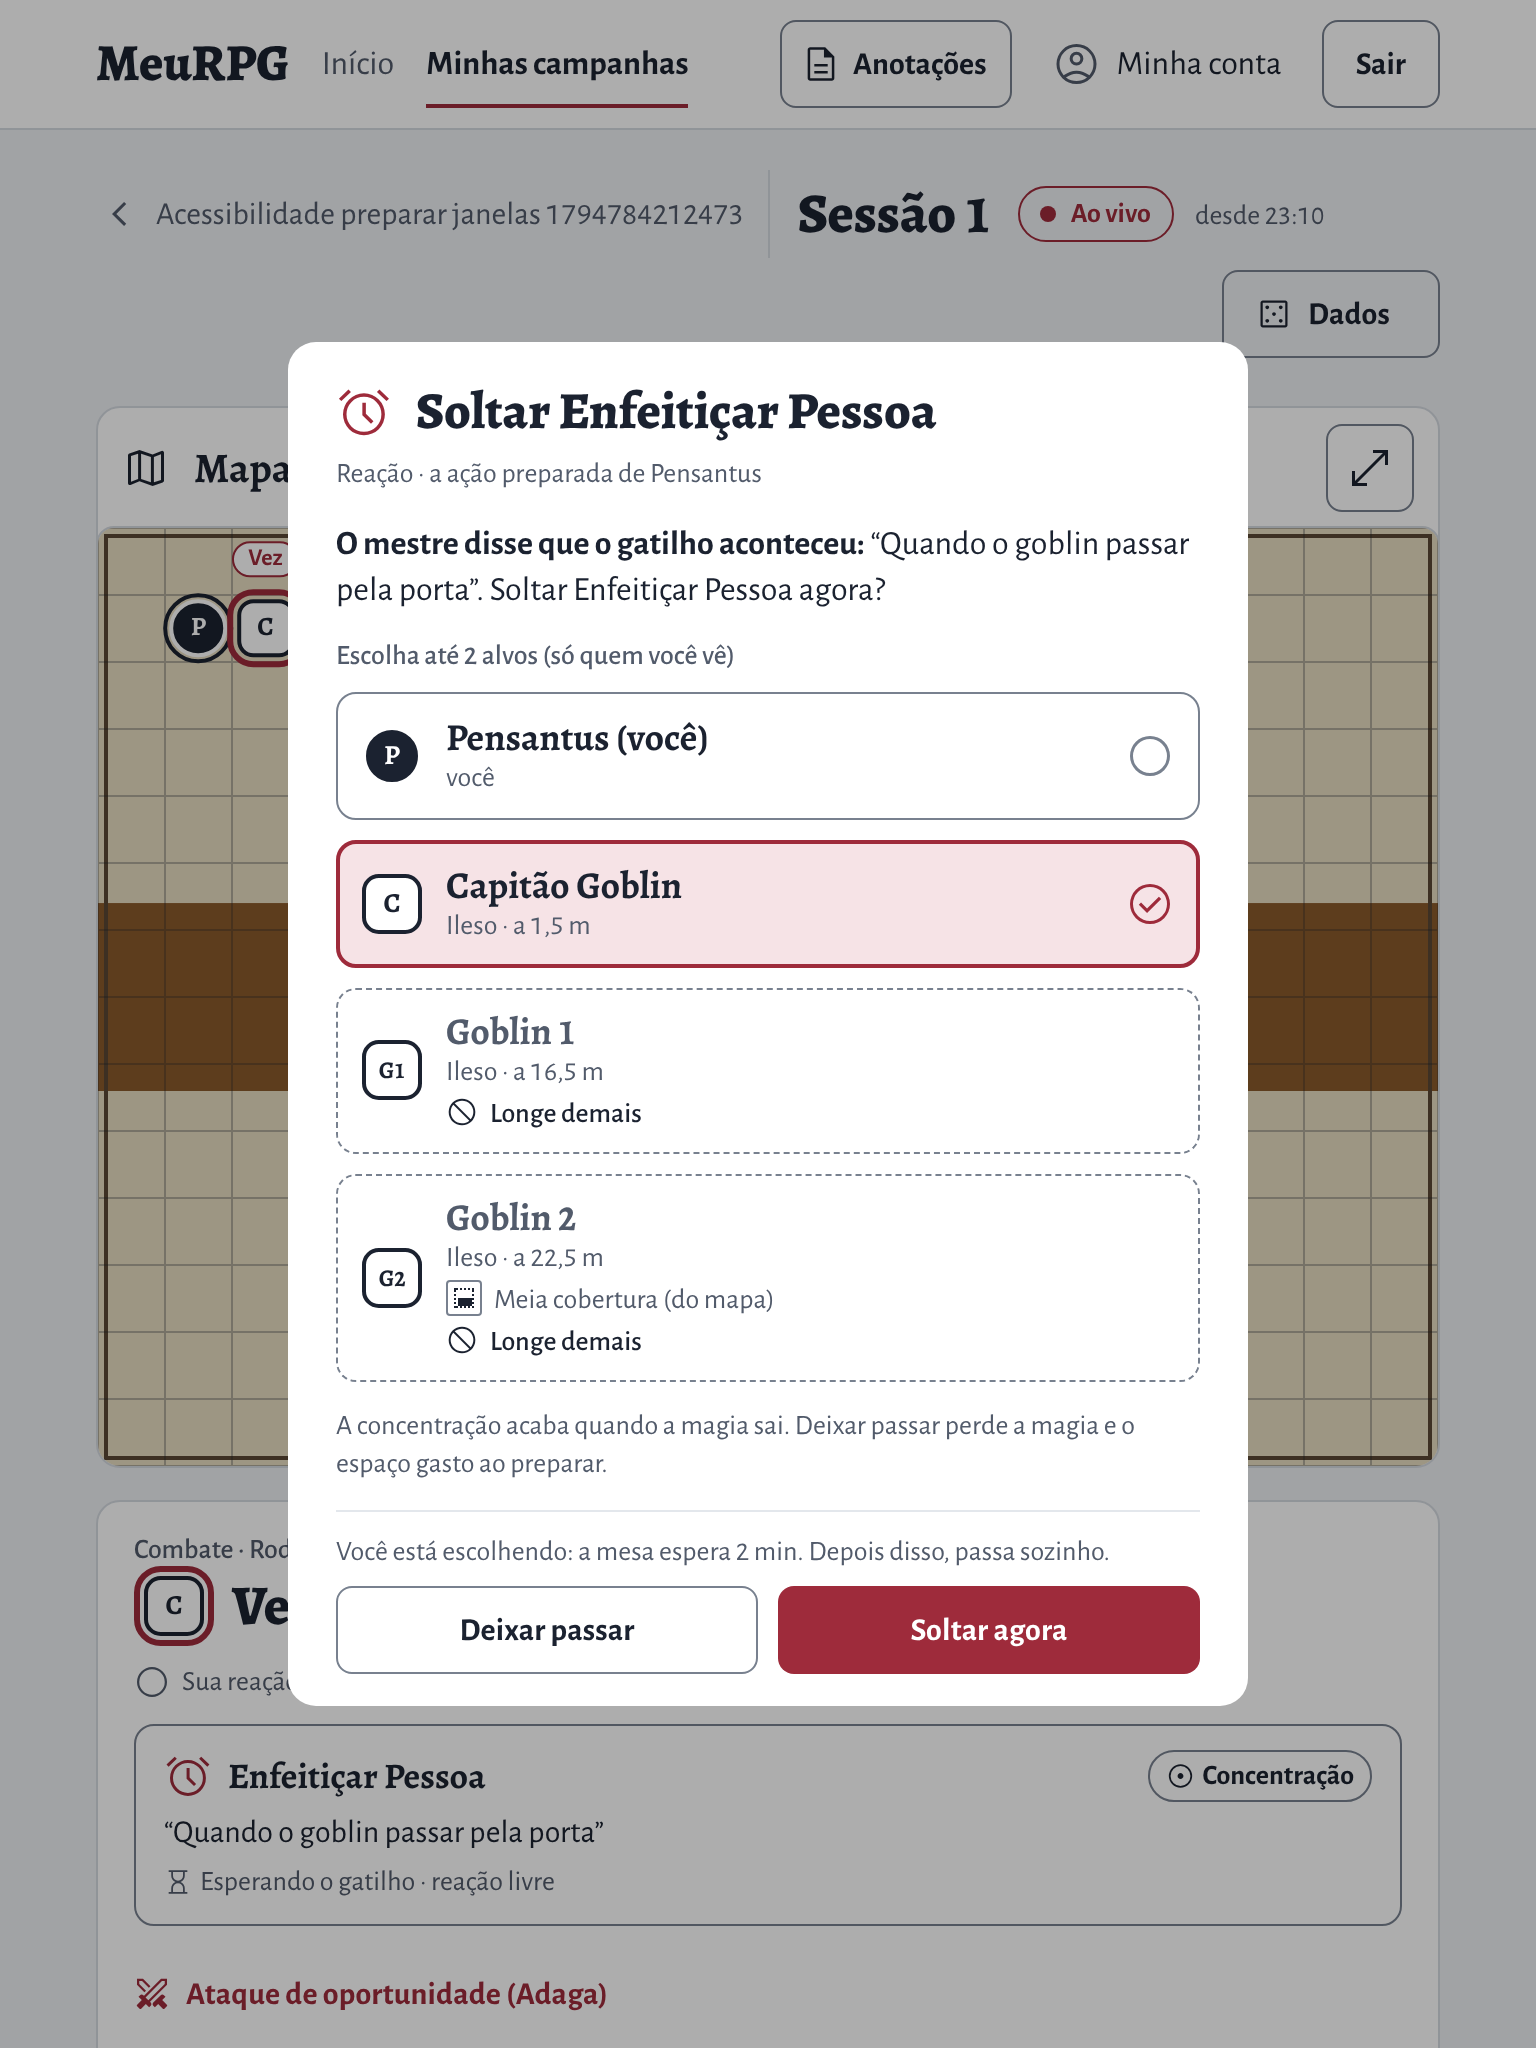 MeuRPG Início Minhas campanhas Anotações Minha conta Sair
Acessibilidade preparar janelas 1794784212473 Sessão 1 Ao vivo desde 23:10
Dados
Mapa
Vez
P C
Soltar Enfeitiçar Pessoa
Reação · a ação preparada de Pensantus
O mestre disse que o gatilho aconteceu: “Quando o goblin passar
pela porta”. Soltar Enfeitiçar Pessoa agora?
Escolha até 2 alvos (só quem você vê)
P Pensantus (você)
você
C Capitão Goblin
Ileso · a 1,5 m
G1 Goblin 1
Ileso · a 16,5 m
Longe demais
G2 Goblin 2
Ileso · a 22,5 m
Meia cobertura (do mapa)
Longe demais
A concentração acaba quando a magia sai. Deixar passar perde a magia e o
espaço gasto ao preparar.
Você está escolhendo: a mesa espera 2 min. Depois disso, passa sozinho.
Deixar passar Soltar agora
Combate · Rod
C Ve
Sua reaçã
Enfeitiçar Pessoa Concentração
“Quando o goblin passar pela porta”
Esperando o gatilho · reação livre
Ataque de oportunidade (Adaga)